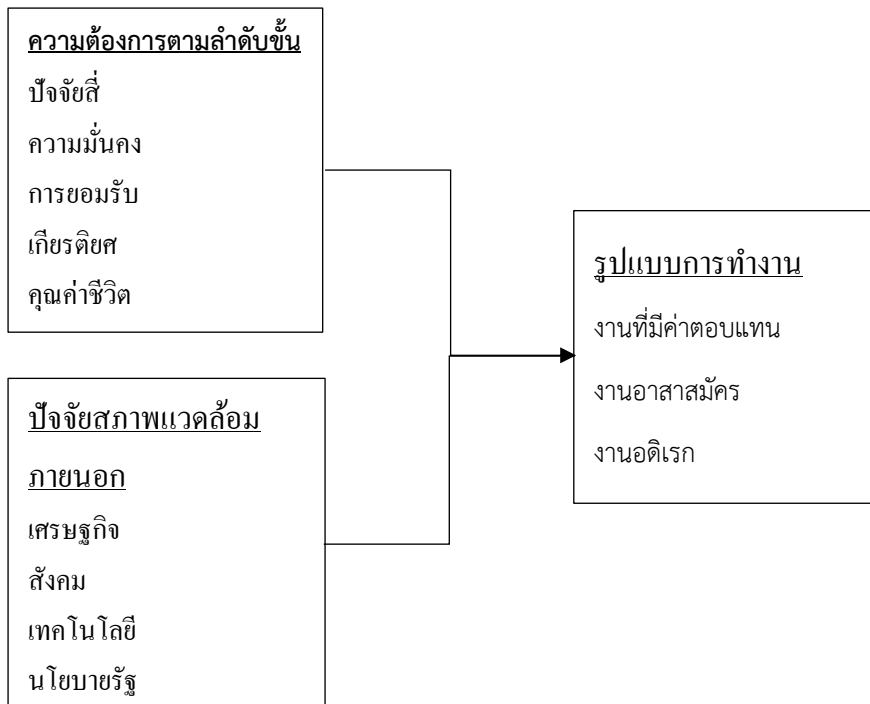 ความต้องการตามลำดับขั้น
ปัจจัยสี่
ความมั่นคง
การยอมรับ
เกียรติยศ
คุณค่าชีวิต
ปัจจัยสภาพแวดล้อม
ภายนอก
เศรษฐกิจ
สังคม
เทคโนโลยี
นโยบายรัฐ
รูปแบบการทำงาน
งานที่มีค่าตอบแทน
งานอาสาสมัคร
งานอดิเรก